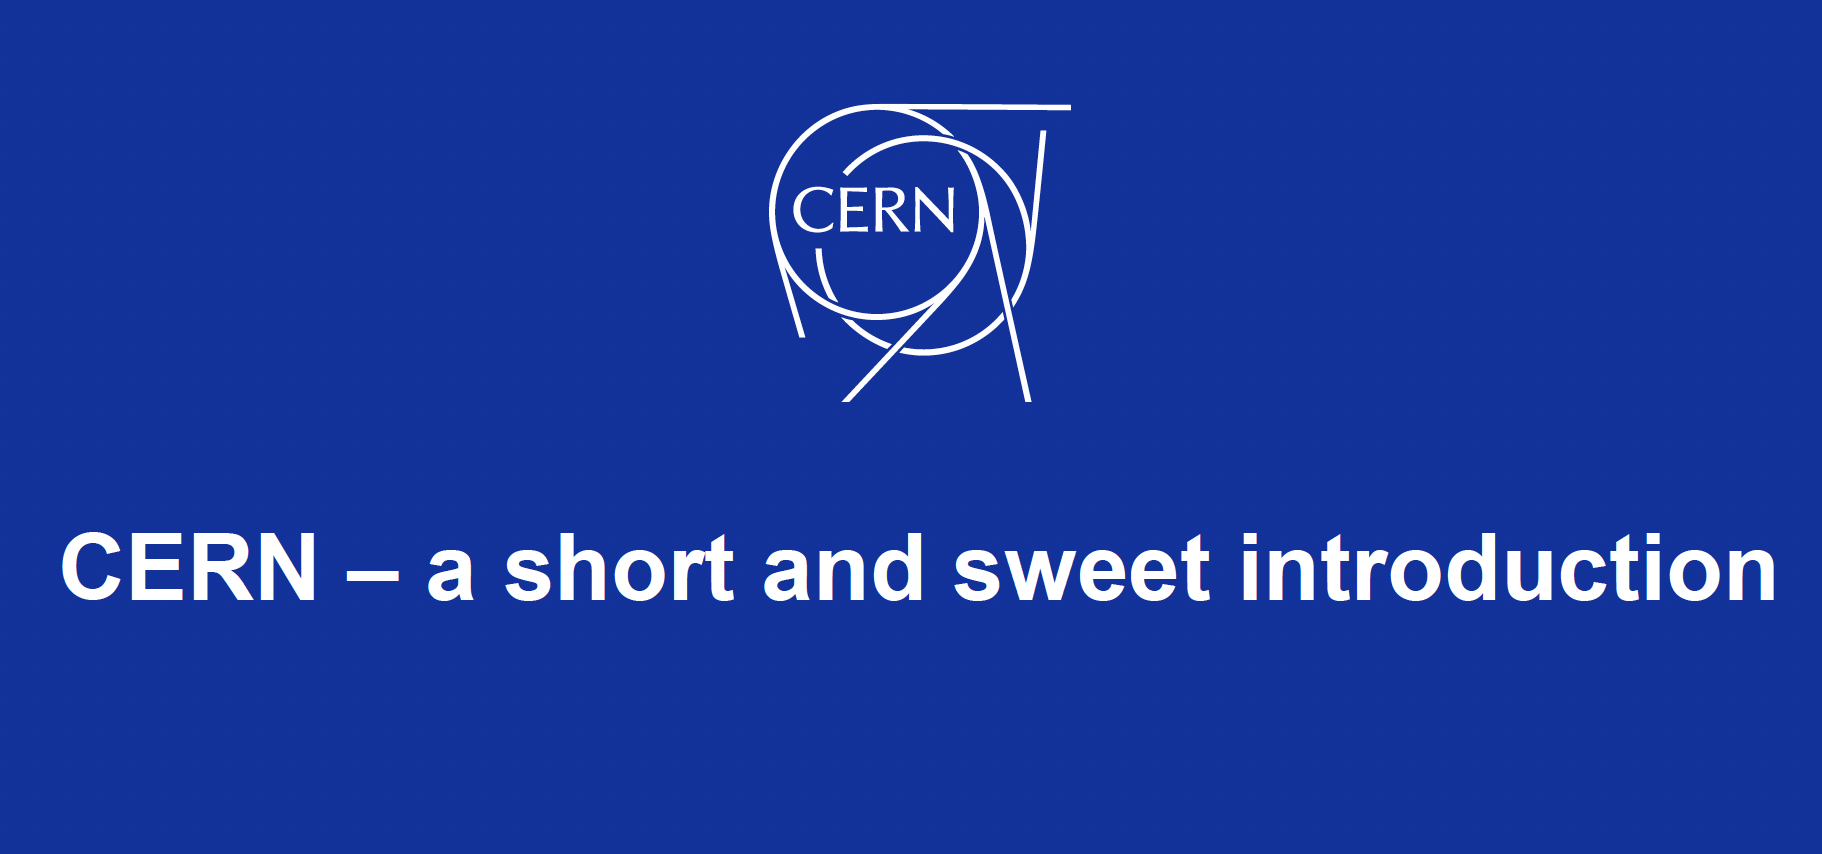 CERN
CERN – a short and sweet introduction